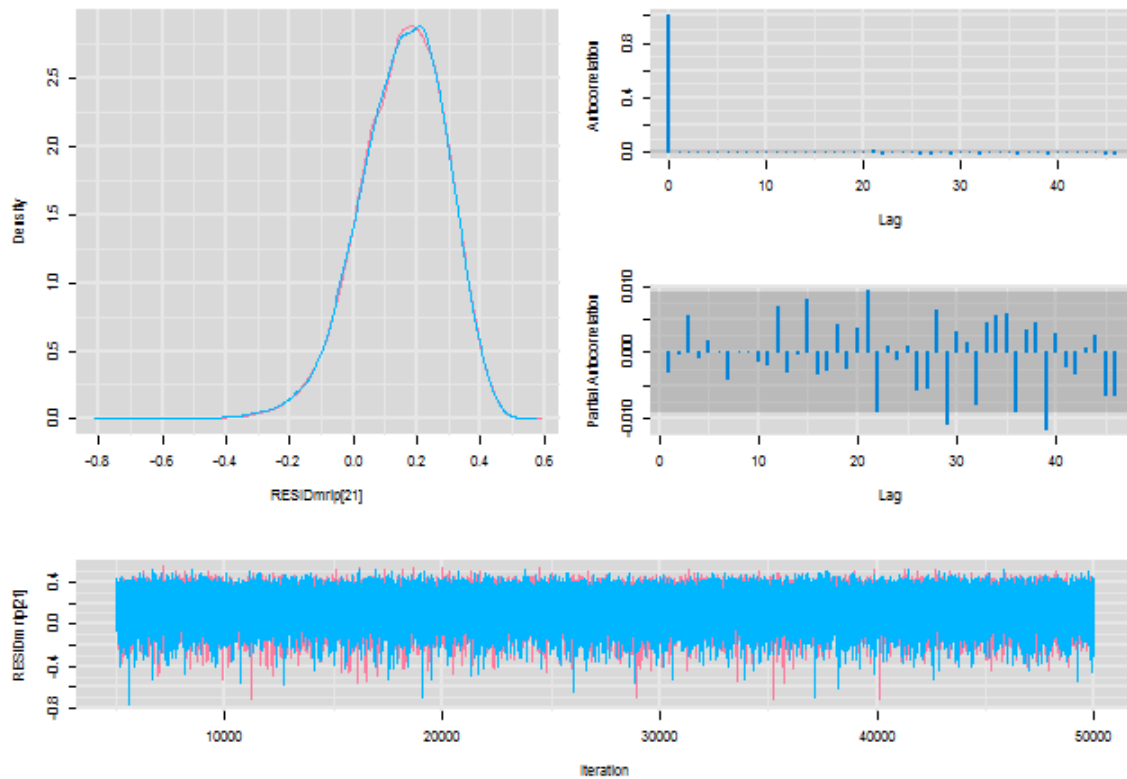 Density
0.0 0.5 1.0 1.5 2.0 2.5
-0.8 -0.6 -0.4 -0.2 0.0 0.2 0.4 0.6
RESIDmrip[21]
Autocorrelation
0.0 0.4 0.8
0 10 20 30 40
Lag
Partial Autocorrelation
-0.010 0.000 0.010
0 10 20 30 40
Lag
RESIDmrip[21]
-0.8 -0.4 0.0 0.4
10000 20000 30000 40000 50000
Iteration